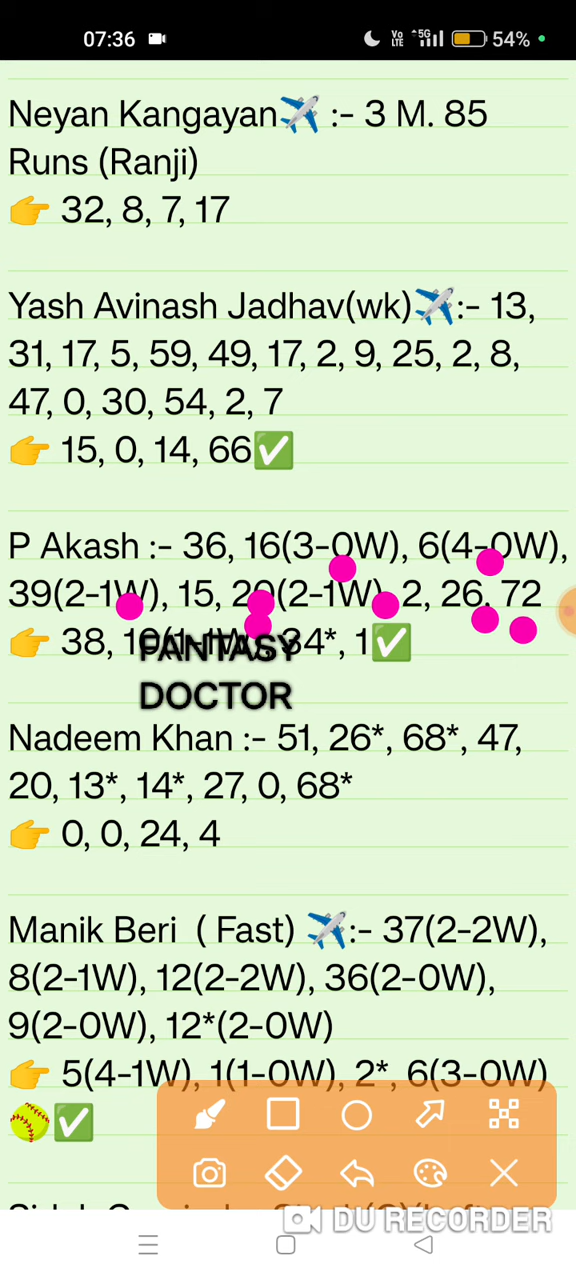 07:36 Vo LTE 5G 54%
Neyan Kangayan✈️ :- 3 M. 85
Runs (Ranji)
👉 32, 8, 7, 17
Yash Avinash Jadhav(wk)✈️:- 13,
31, 17, 5, 59, 49, 17, 2, 9, 25, 2, 8,
47, 0, 30, 54, 2, 7
👉 15, 0, 14, 66✅
P Akash :- 36, 16(3-0W), 6(4-0W),
39(2-1W), 15, 20(2-1W), 2, 26, 72
👉 38, 34*, 1✅
FANTASY
DOCTOR
Nadeem Khan :- 51, 26*, 68*, 47,
20, 13*, 14*, 27, 0, 68*
👉 0, 0, 24, 4
Manik Beri ( Fast) ✈️:- 37(2-2W),
8(2-1W), 12(2-2W), 36(2-0W),
9(2-0W), 12*(2-0W)
👉 5(4-1W), 1(1-0W), 2*, 6(3-0W)
🥎✅
DU RECORDER